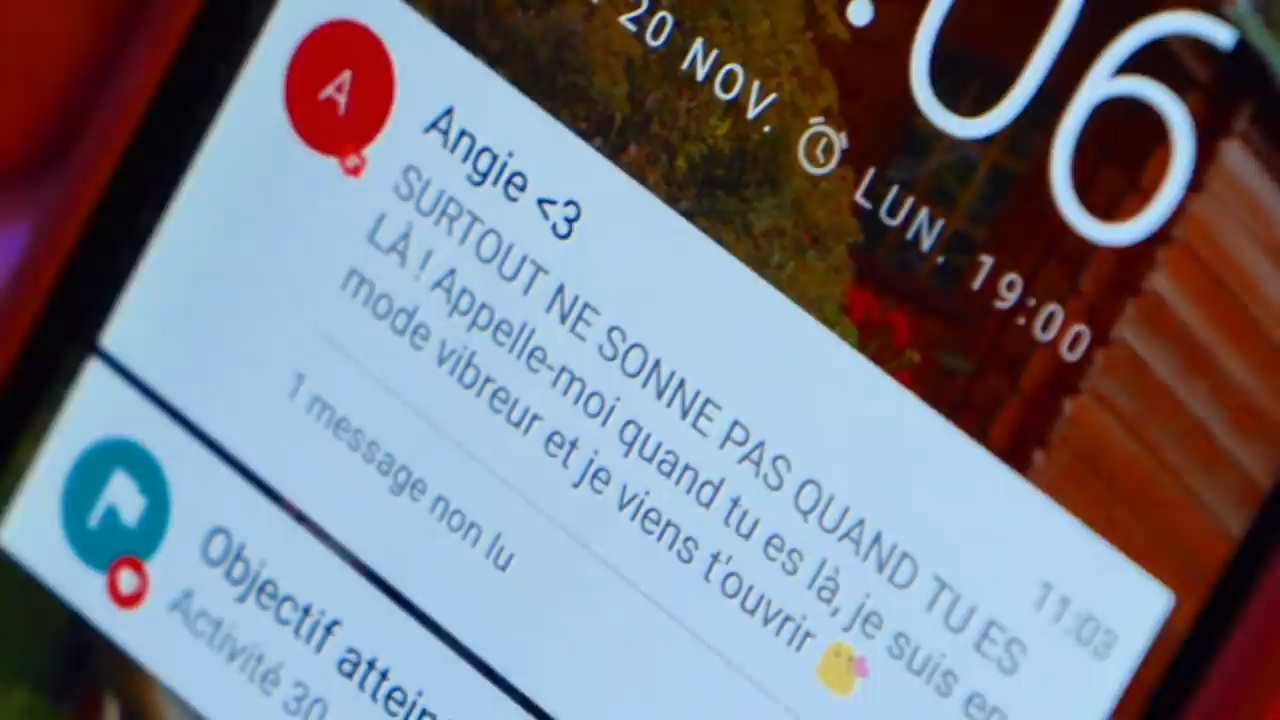 :06
20 NOV. LUN. 19:00
A
Angie <3
11:03
SURTOUT NE SONNE PAS QUAND TU ES
LÀ ! Appelle-moi quand tu es là, je suis en
mode vibreur et je viens t'ouvrir
1 message non lu
Objectif attein
Activité 30